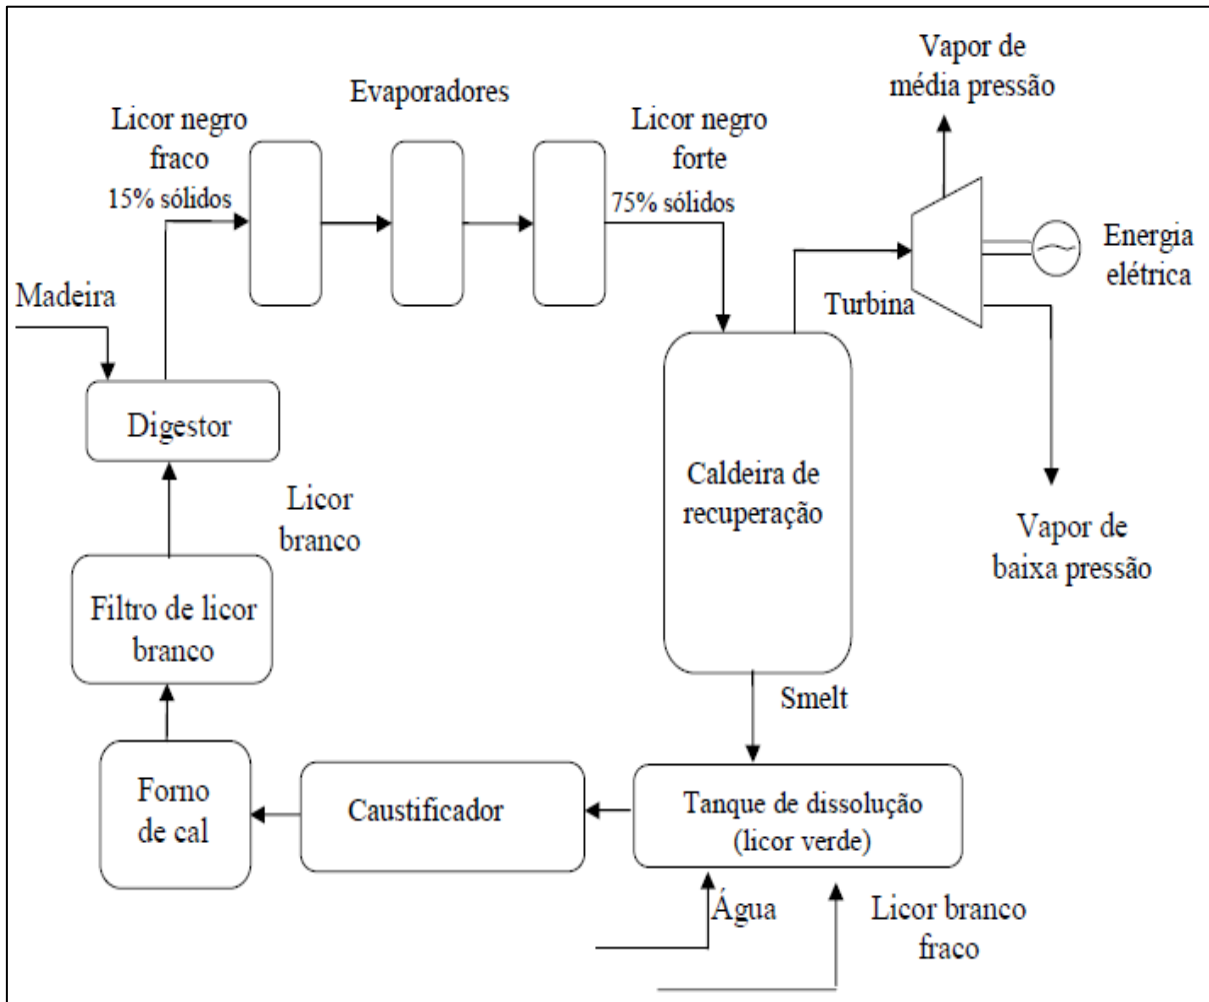 Vapor de
média pressão
Evaporadores
Licor negro
fraco
15% sólidos
Licor negro
forte
75% sólidos
Energia
elétrica
Madeira
Turbina
Digestor
Caldeira de
recuperação
Licor
branco
Vapor de
baixa pressão
Filtro de licor
branco
Smelt
Forno
de cal
Caustificador
Tanque de dissolução
(licor verde)
Água
Licor branco
fraco